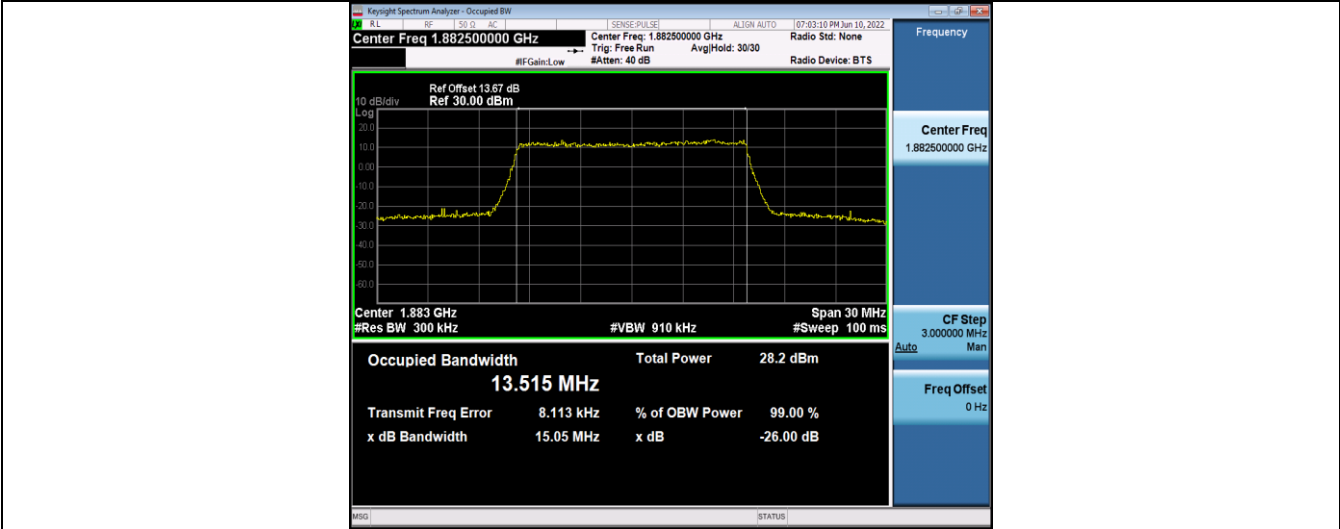 Keysight Spectrum Analyzer - Occupied BW
RL RF 50 Ω AC SENSE:PULSE ALIGN AUTO 07:03:10 PM Jun 10, 2022
Center Freq 1.882500000 GHz Center Freq: 1.882500000 GHz Radio Std: None
Trig: Free Run Avg|Hold: 30/30
#IFGain:Low #Atten: 40 dB Radio Device: BTS
Frequency
Ref Offset 13.67 dB
10 dB/div Ref 30.00 dBm
Log
20.0
10.0
0.00
-10.0
-20.0
-30.0
-40.0
-50.0
-60.0
Center 1.883 GHz Span 30 MHz
#Res BW 300 kHz #VBW 910 kHz #Sweep 100 ms
Occupied Bandwidth Total Power 28.2 dBm
13.515 MHz
Transmit Freq Error 8.113 kHz % of OBW Power 99.00 %
x dB Bandwidth 15.05 MHz x dB -26.00 dB
Center Freq
1.882500000 GHz
CF Step
3.000000 MHz
Auto Man
Freq Offset
0 Hz
MSG STATUS